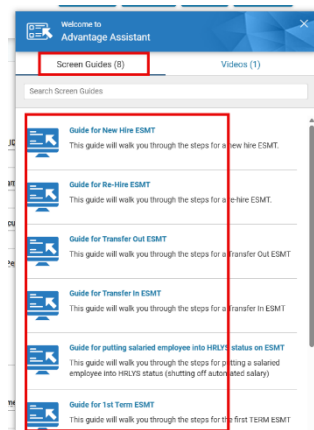 Welcome to
Advantage Assistant
Screen Guides (8)
Videos (1)
Search Screen Guides
Guide for New Hire ESMT
This guide will walk you through the steps for a new hire ESMT.
Guide for Re-Hire ESMT
This guide will walk you through the steps for a re-hire ESMT.
Guide for Transfer Out ESMT
This guide will walk you through the steps for a Transfer Out ESMT
Guide for Transfer In ESMT
This guide will walk you through the steps for a Transfer In ESMT
Guide for putting salaried employee into HRLYS status on ESMT
This guide will walk you through the steps for putting a salaried
employee into HRLYS status (shutting off automated salary)
Guide for 1st Term ESMT
This guide will walk you through the steps for the first TERM ESMT